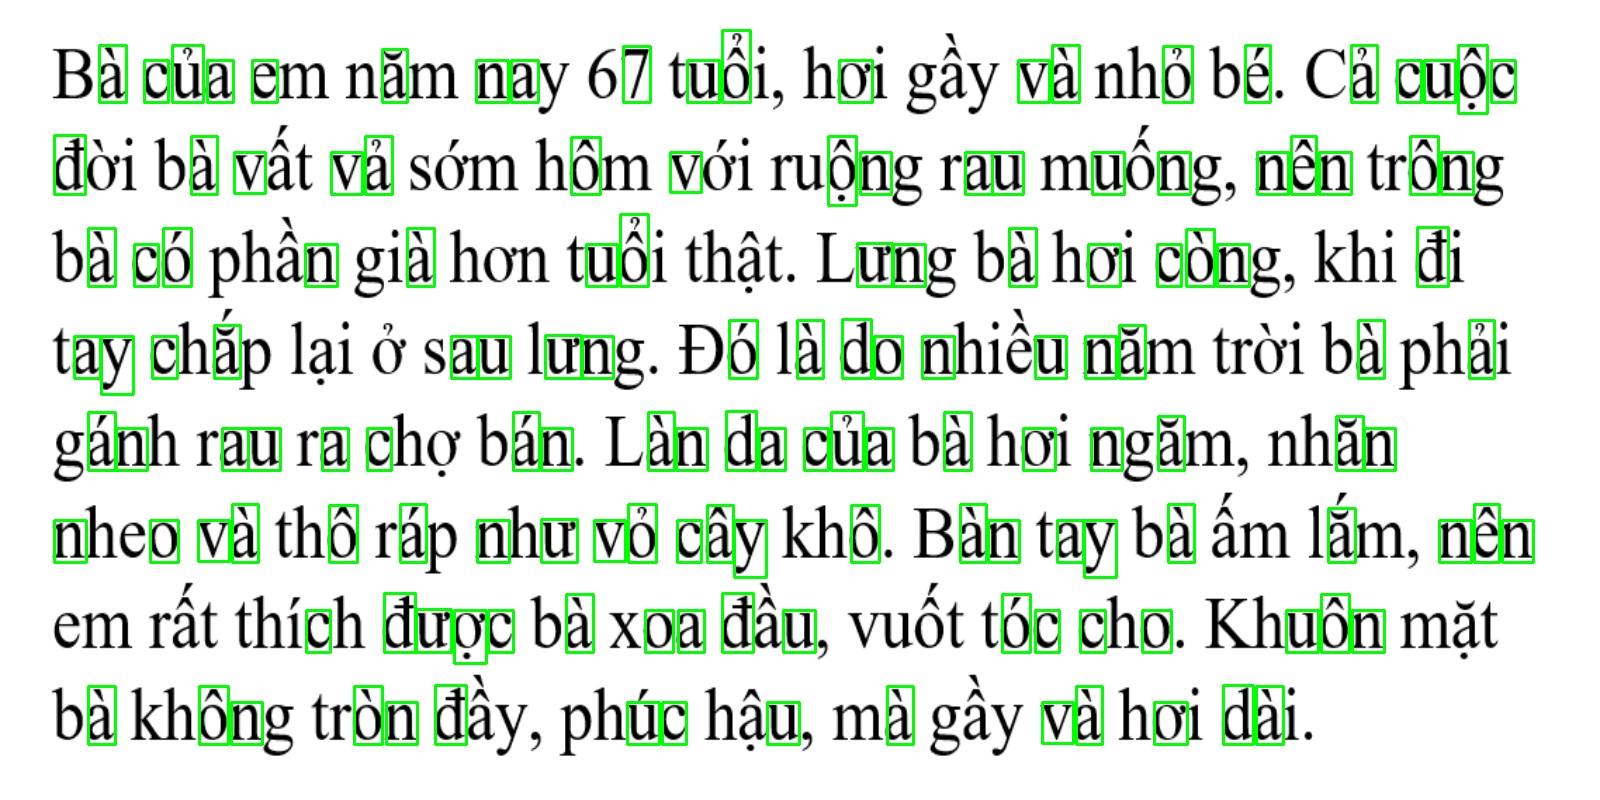 Bà của em năm nay 67 tuổi, hơi gầy và nhỏ bé. Cả cuộc
đời bà vất vả sớm hôm với ruộng rau muống, nên trông
bà có phần già hơn tuổi thật. Lưng bà hơi còng, khi đi
tay chắp lại ở sau lưng. Đó là do nhiều năm trời bà phải
gánh rau ra chợ bán. Làn da của bà hơi ngăm, nhăn
nheo và thô ráp như vỏ cây khô. Bàn tay bà ấm lắm, nên
em rất thích được bà xoa đầu, vuốt tóc cho. Khuôn mặt
bà không tròn đầy, phúc hậu, mà gầy và hơi dài.